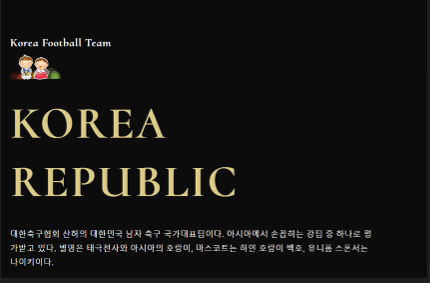 Korea Football Team
KOREA
REPUBLIC
대한축구협회 산하의 대한민국 남자 축구 국가대표팀이다. 아시아에서 손꼽히는 강팀 중 하나로 평
가받고 있다. 별명은 태극전사와 아시아의 호랑이, 마스코트는 하얀 호랑이 백호, 유니폼 스폰서는
나이키이다.